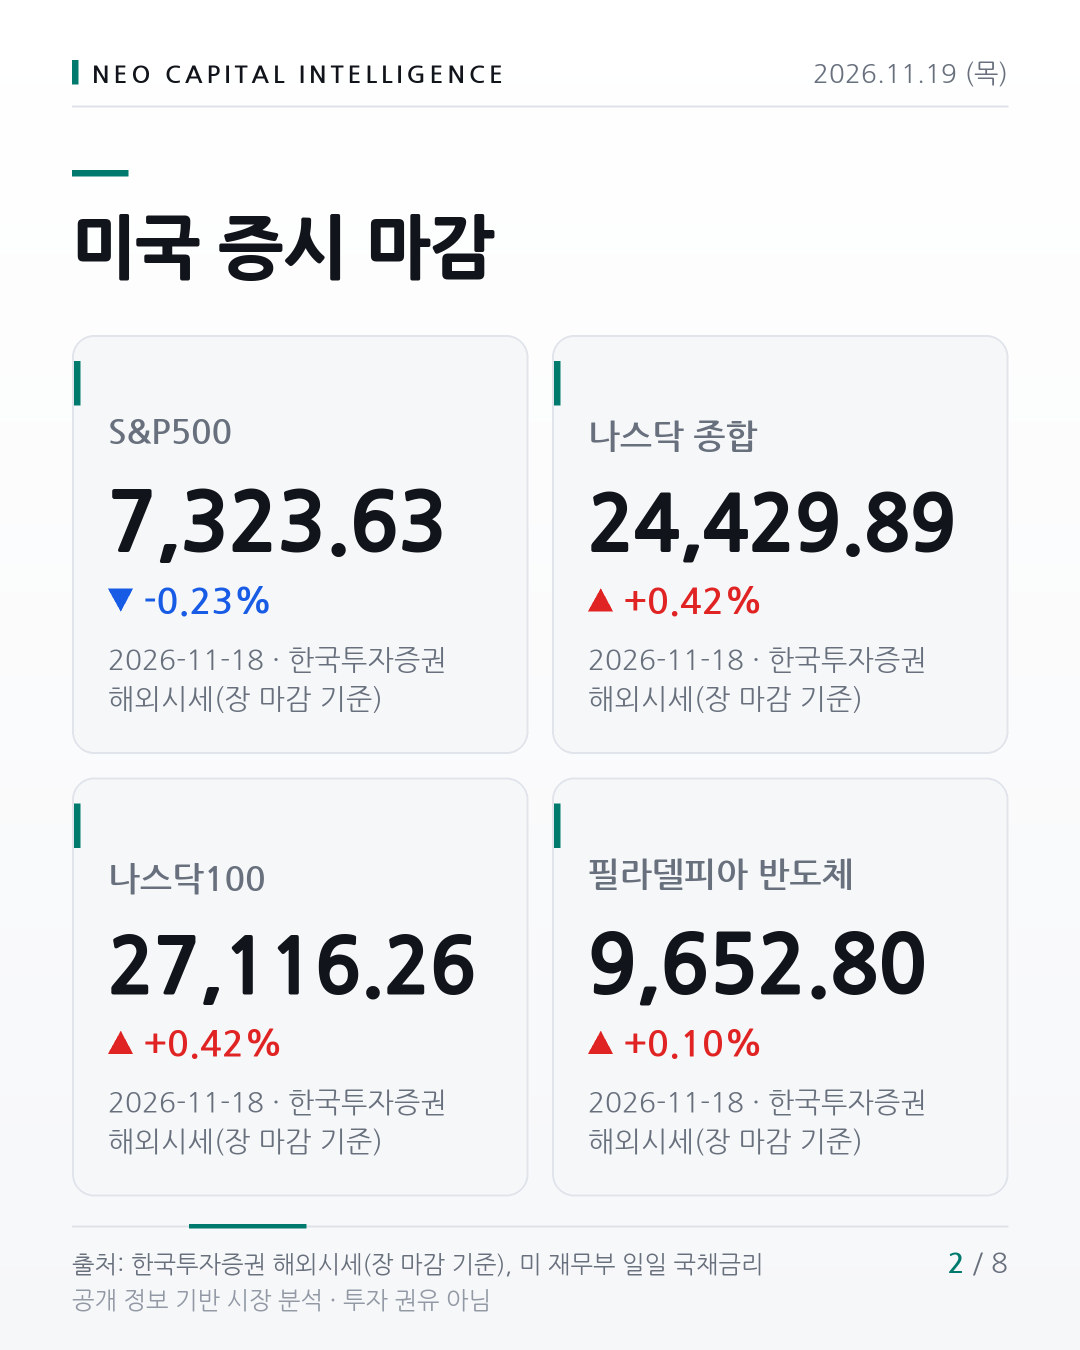 NEO CAPITAL INTELLIGENCE
2026.11.19 (목)
미국 증시 마감
S&P500
7,323.63
▼ -0.23%
2026-11-18 · 한국투자증권
해외시세(장 마감 기준)
나스닥 종합
24,429.89
▲ +0.42%
2026-11-18 · 한국투자증권
해외시세(장 마감 기준)
나스닥100
27,116.26
▲ +0.42%
2026-11-18 · 한국투자증권
해외시세(장 마감 기준)
필라델피아 반도체
9,652.80
▲ +0.10%
2026-11-18 · 한국투자증권
해외시세(장 마감 기준)
출처: 한국투자증권 해외시세(장 마감 기준), 미 재무부 일일 국채금리
2 / 8
공개 정보 기반 시장 분석 · 투자 권유 아님